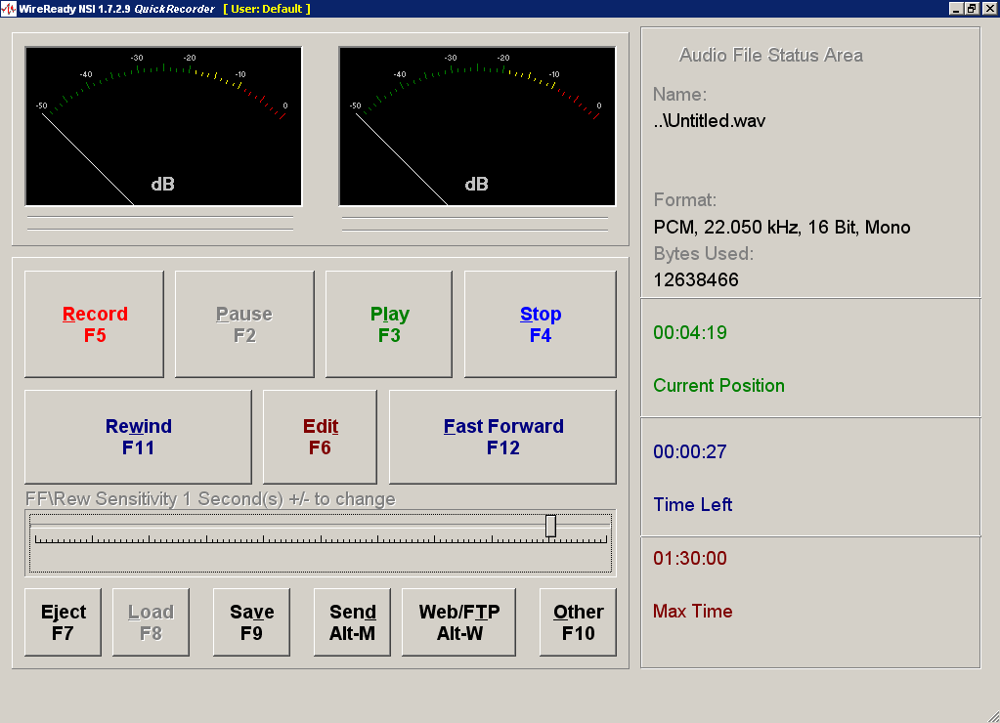 WireReady NSI 1.7.2.9 QuickRecorder [ User: Default ]
-50 -40 -30 -20 -10 0
dB
-50 -40 -30 -20 -10 0
dB
Audio File Status Area
Name:
..\Untitled.wav
Format:
PCM, 22.050 kHz, 16 Bit, Mono
Bytes Used:
12638466
00:04:19
Current Position
00:00:27
Time Left
01:30:00
Max Time
Record
F5
Pause
F2
Play
F3
Stop
F4
Rewind
F11
Edit
F6
Fast Forward
F12
FF\Rew Sensitivity 1 Second(s) +/- to change
Eject
F7
Load
F8
Save
F9
Send
Alt-M
Web/FTP
Alt-W
Other
F10